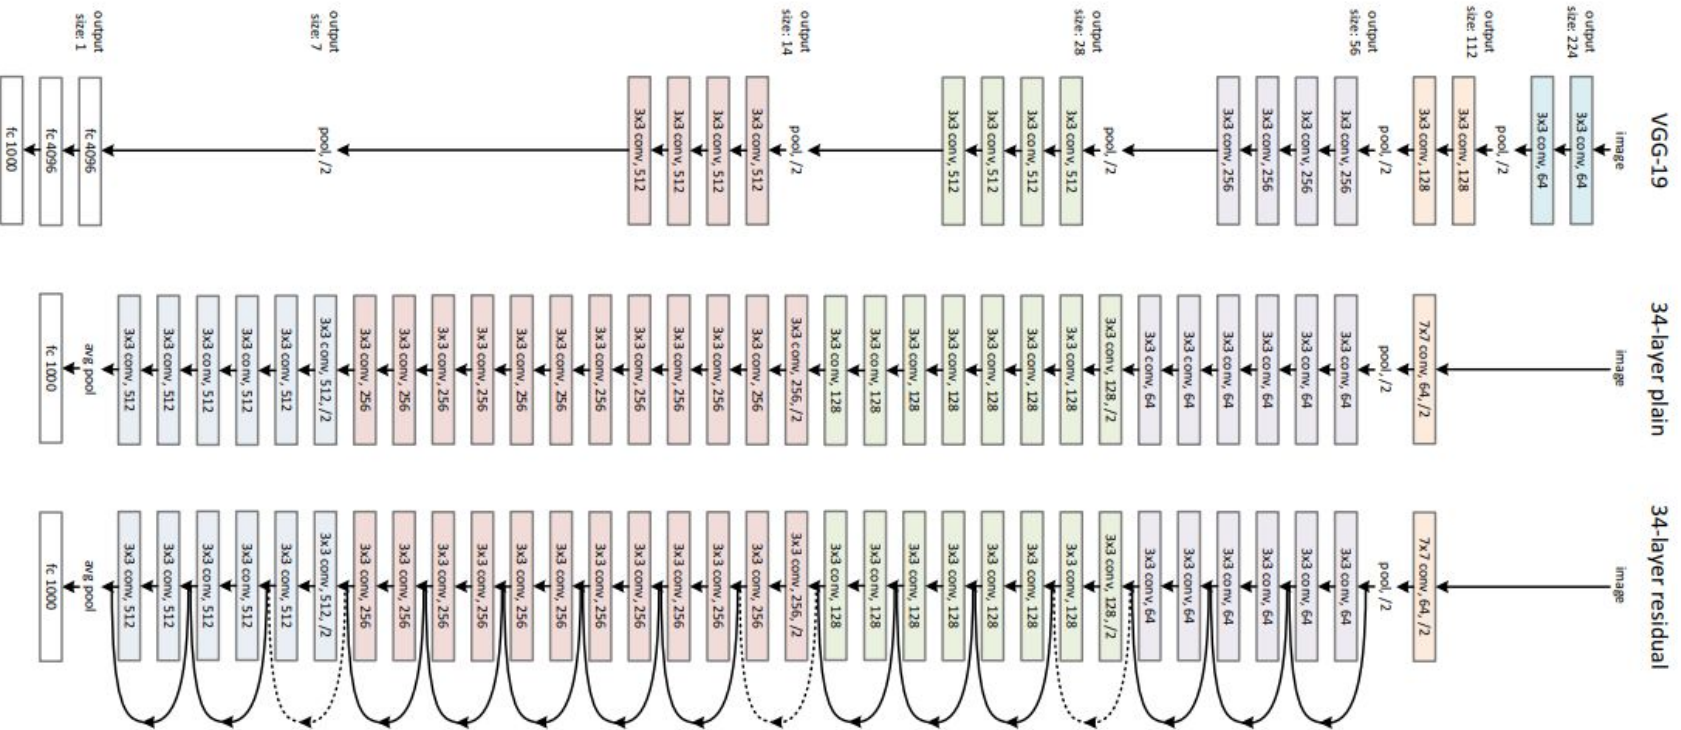 VGG-19
image
output
size: 224
3x3 conv, 64
3x3 conv, 64
pool, /2
output
size: 112
3x3 conv, 128
3x3 conv, 128
pool, /2
output
size: 56
3x3 conv, 256
3x3 conv, 256
3x3 conv, 256
3x3 conv, 256
pool, /2
output
size: 28
3x3 conv, 512
3x3 conv, 512
3x3 conv, 512
3x3 conv, 512
pool, /2
output
size: 14
3x3 conv, 512
3x3 conv, 512
3x3 conv, 512
3x3 conv, 512
pool, /2
output
size: 7
output
size: 1
fc 4096
fc 4096
fc 1000
34-layer plain
image
7x7 conv, 64, /2
pool, /2
3x3 conv, 64
3x3 conv, 64
3x3 conv, 64
3x3 conv, 64
3x3 conv, 64
3x3 conv, 64
3x3 conv, 128, /2
3x3 conv, 128
3x3 conv, 128
3x3 conv, 128
3x3 conv, 128
3x3 conv, 128
3x3 conv, 128
3x3 conv, 128
3x3 conv, 256, /2
3x3 conv, 256
3x3 conv, 256
3x3 conv, 256
3x3 conv, 256
3x3 conv, 256
3x3 conv, 256
3x3 conv, 256
3x3 conv, 256
3x3 conv, 256
3x3 conv, 256
3x3 conv, 256
3x3 conv, 512, /2
3x3 conv, 512
3x3 conv, 512
3x3 conv, 512
3x3 conv, 512
3x3 conv, 512
avg pool
fc 1000
34-layer residual
image
7x7 conv, 64, /2
pool, /2
3x3 conv, 64
3x3 conv, 64
3x3 conv, 64
3x3 conv, 64
3x3 conv, 64
3x3 conv, 64
3x3 conv, 128, /2
3x3 conv, 128
3x3 conv, 128
3x3 conv, 128
3x3 conv, 128
3x3 conv, 128
3x3 conv, 128
3x3 conv, 128
3x3 conv, 256, /2
3x3 conv, 256
3x3 conv, 256
3x3 conv, 256
3x3 conv, 256
3x3 conv, 256
3x3 conv, 256
3x3 conv, 256
3x3 conv, 256
3x3 conv, 256
3x3 conv, 256
3x3 conv, 256
3x3 conv, 512, /2
3x3 conv, 512
3x3 conv, 512
3x3 conv, 512
3x3 conv, 512
3x3 conv, 512
avg pool
fc 1000